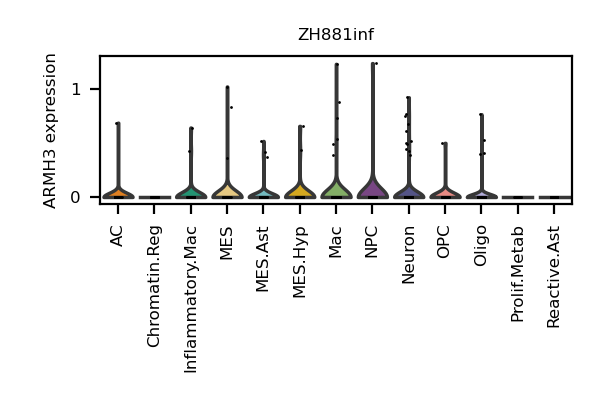 ZH881inf
ARMH3 expression
1
0
AC
Chromatin.Reg
Inflammatory.Mac
MES
MES.Ast
MES.Hyp
Mac
NPC
Neuron
OPC
Oligo
Prolif.Metab
Reactive.Ast